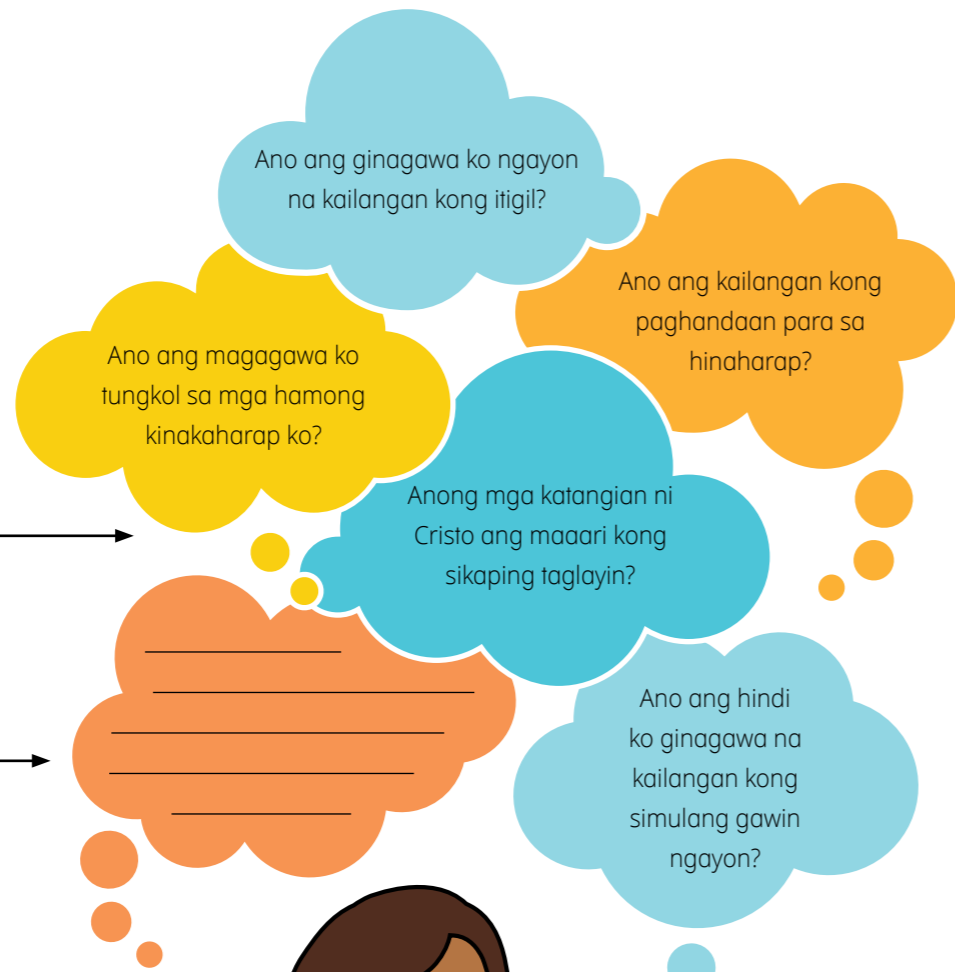 Ano ang ginagawa ko ngayon
na kailangan kong itigil?
Ano ang kailangan kong
paghandaan para sa
hinaharap?
Ano ang magagawa ko
tungkol sa mga hamong
kinakaharap ko?
Anong mga katangian ni
Cristo ang maaari kong
sikaping taglayin?
Ano ang hindi
ko ginagawa na
kailangan kong
simulang gawin
ngayon?